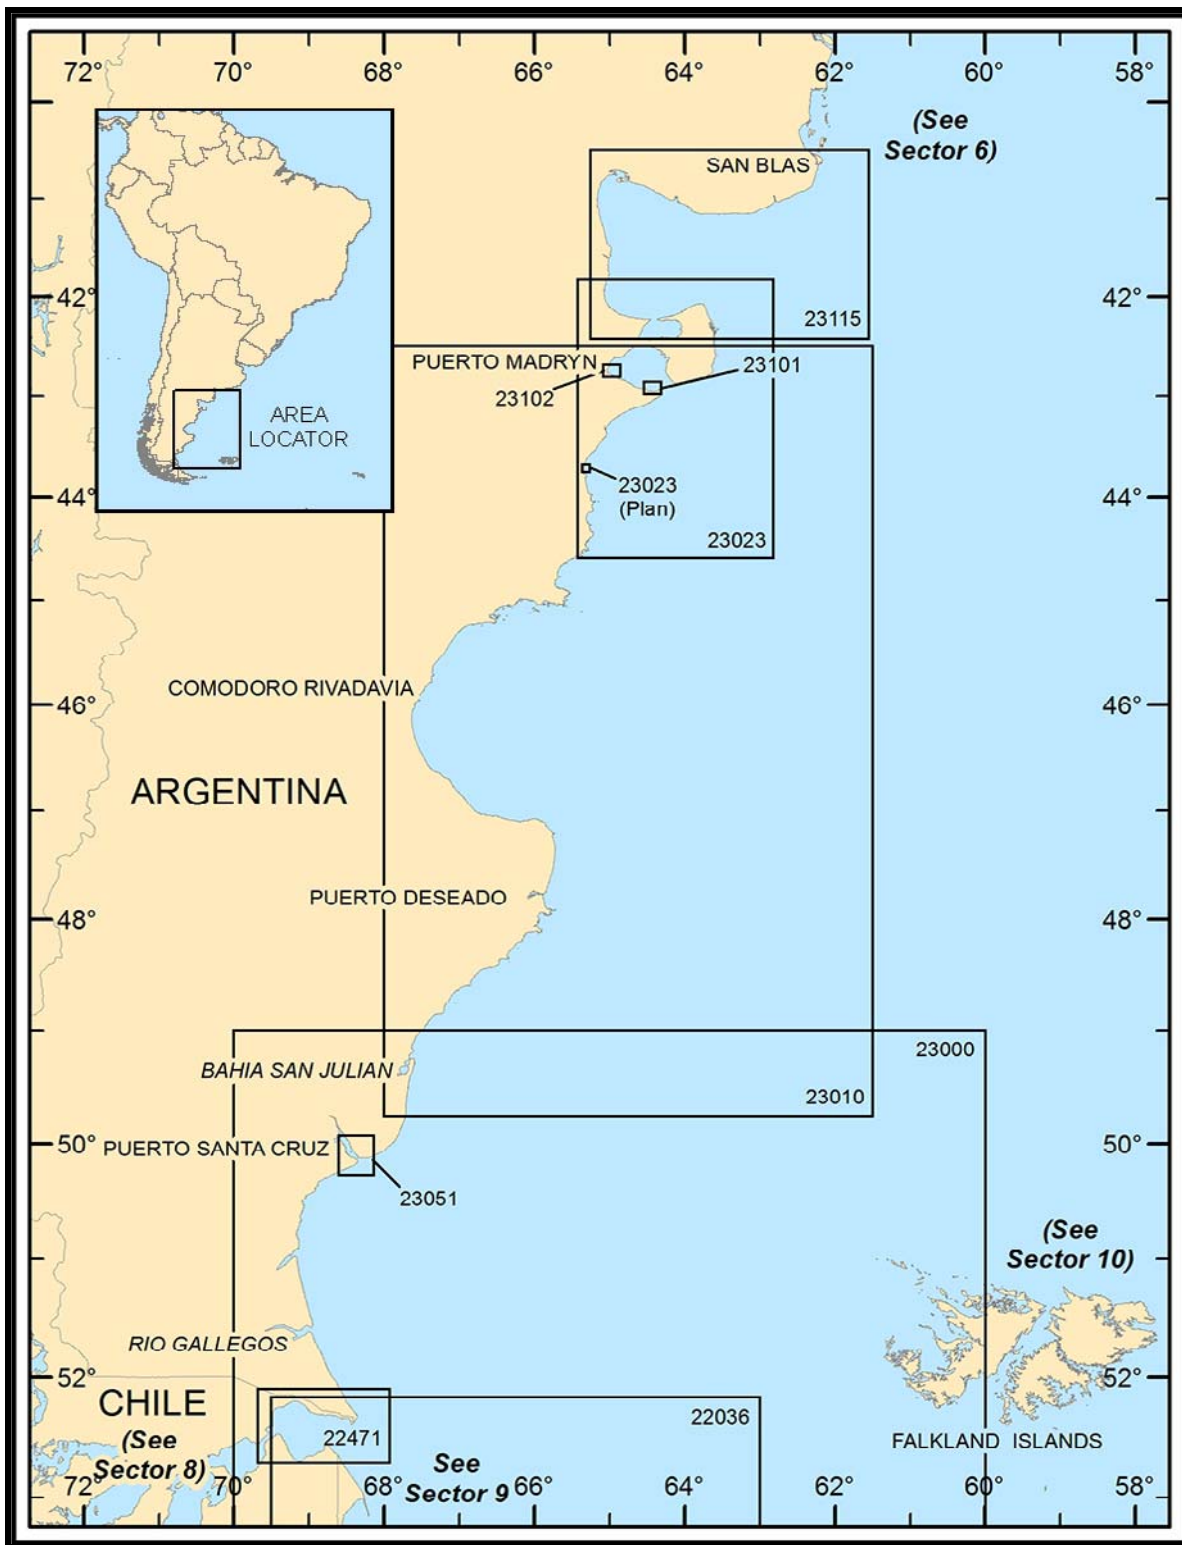 72° 70° 68° 66° 64° 62° 60° 58°
(See
Sector 6)
SAN BLAS
42° 42°
23115
PUERTO MADRYN
23101
23102
AREA
LOCATOR
23023
(Plan)
44° 44°
23023
COMODORO RIVADAVIA
46° 46°
ARGENTINA
PUERTO DESEADO
48° 48°
23000
BAHIA SAN JULIAN
23010
50° 50°
PUERTO SANTA CRUZ
23051
(See
Sector 10)
RIO GALLEGOS
52° 52°
CHILE
(See
Sector 8)
22471
22036
FALKLAND ISLANDS
See
Sector 9
72° 70° 68° 66° 64° 62° 60° 58°